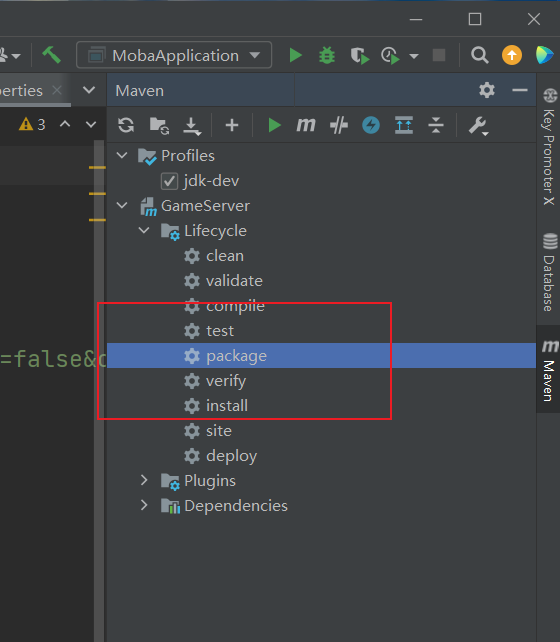 MobaApplication
perties
Maven
3
Profiles
jdk-dev
GameServer
Lifecycle
clean
validate
compile
test
=false&
package
verify
install
site
deploy
Plugins
Dependencies
Key Promoter X
Database
m Maven